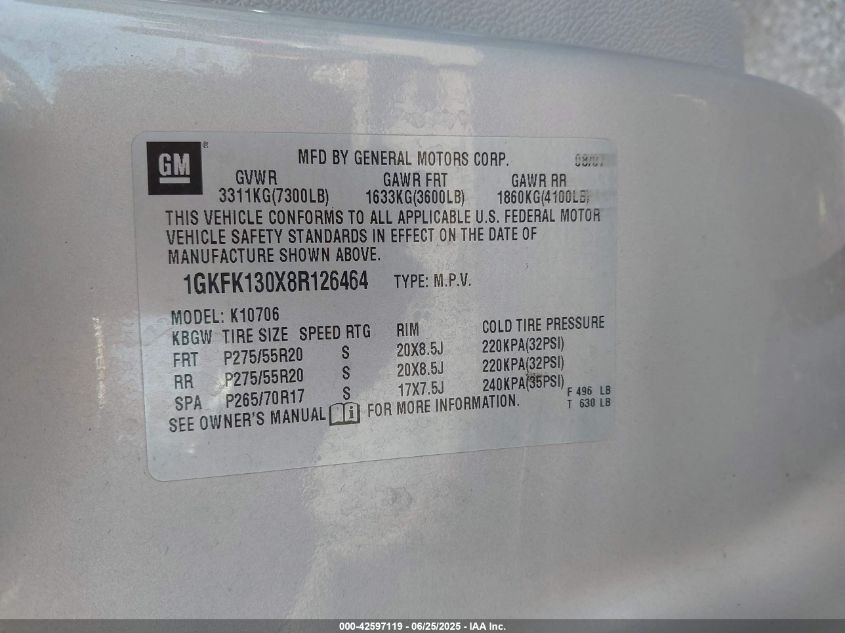 GM ®
MFD BY GENERAL MOTORS CORP. 08/07
GVWR GAWR FRT GAWR RR
3311KG(7300LB) 1633KG(3600LB) 1860KG(4100LB)
THIS VEHICLE CONFORMS TO ALL APPLICABLE U.S. FEDERAL MOTOR
VEHICLE SAFETY STANDARDS IN EFFECT ON THE DATE OF
MANUFACTURE SHOWN ABOVE.
1GKFK130X8R126464 TYPE: M.P.V.
MODEL: K10706
KBGW TIRE SIZE SPEED RTG RIM COLD TIRE PRESSURE
FRT P275/55R20 S 20X8.5J 220KPA(32PSI)
RR P275/55R20 S 20X8.5J 220KPA(32PSI)
SPA P265/70R17 S 17X7.5J 240KPA(35PSI)
F 496 LB
T 630 LB
SEE OWNER'S MANUAL i FOR MORE INFORMATION.
000-42597119 - 06/25/2025 - IAA Inc.